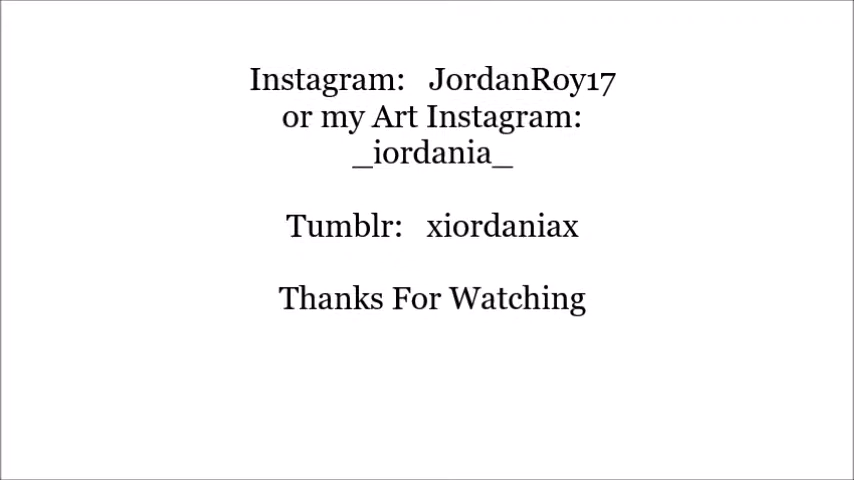 Instagram: JordanRoy17
or my Art Instagram:
_iordania_
Tumblr: xiordaniax
Thanks For Watching